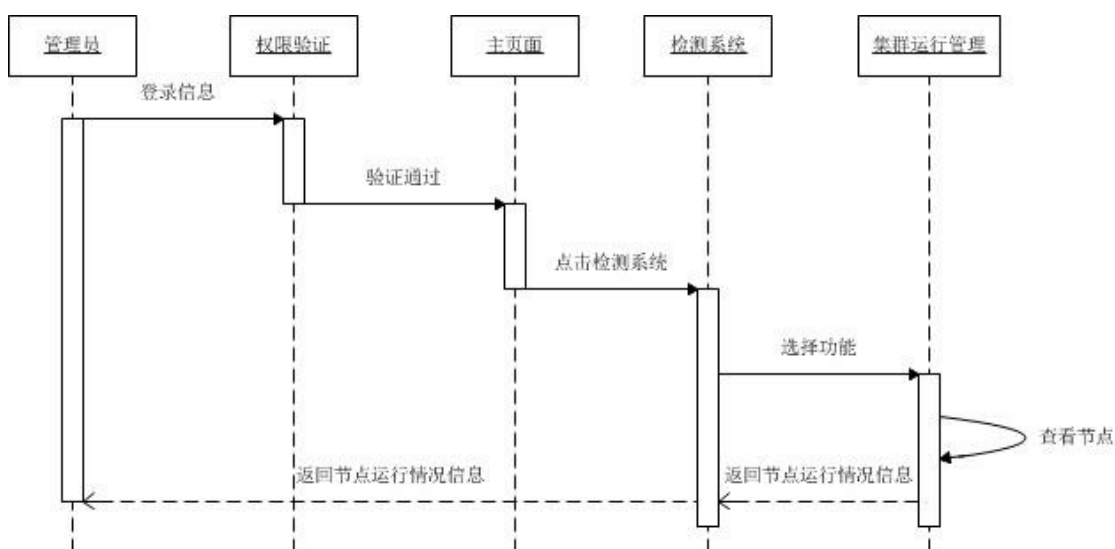 管理员
权限验证
主页面
检测系统
集群运行管理
登录信息
验证通过
点击检测系统
选择功能
查看节点
返回节点运行情况信息
返回节点运行情况信息